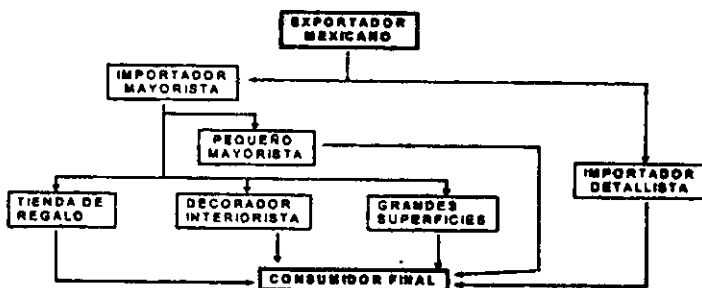 EXPORTADOR
MEXICANO
IMPORTADOR
MAYORISTA
PEQUEÑO
MAYORISTA
IMPORTADOR
DETALLISTA
TIENDA DE
REGALO
DECORADOR
INTERIORISTA
GRANDES
SUPERFICIES
CONSUMIDOR FINAL